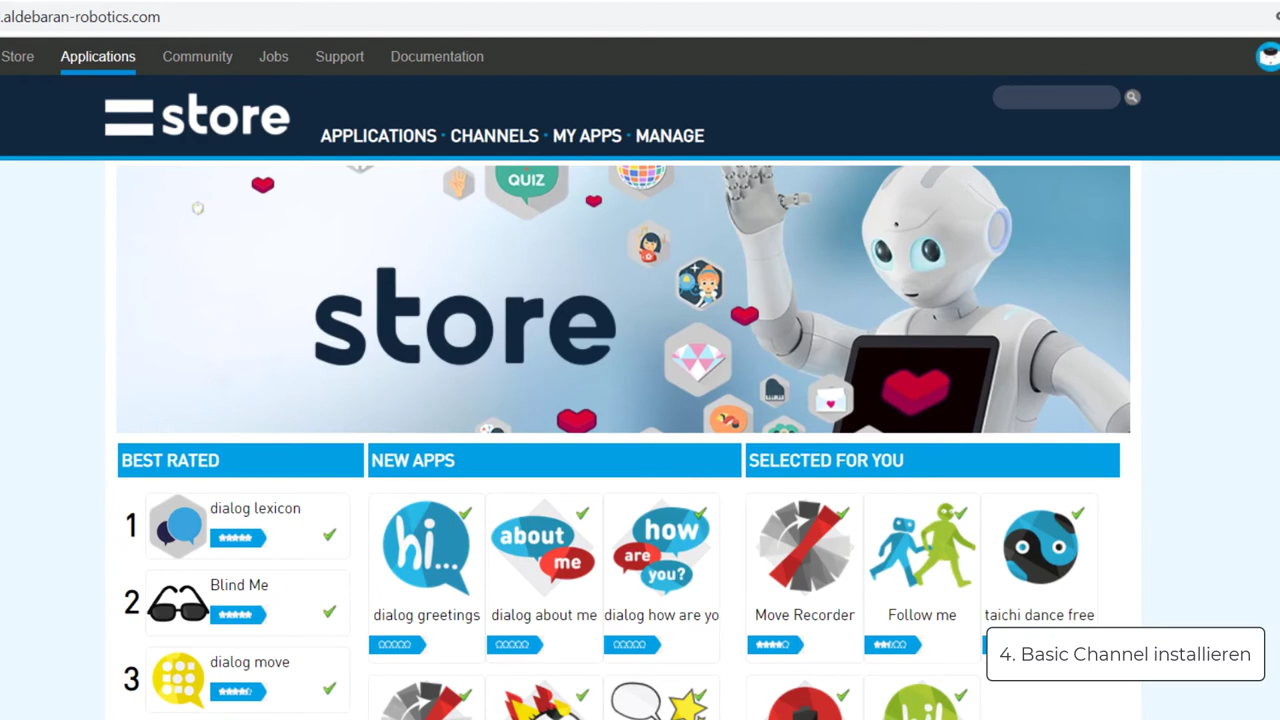 .aldebaran-robotics.com
Store Applications Community Jobs Support Documentation
store
APPLICATIONS · CHANNELS · MY APPS · MANAGE
QUIZ
store
BEST RATED
NEW APPS
SELECTED FOR YOU
1
dialog lexicon
2
Blind Me
3
dialog move
hi...
dialog greetings
about me
dialog about me
how are you?
dialog how are yo
Move Recorder
Follow me
taichi dance free
4. Basic Channel installieren